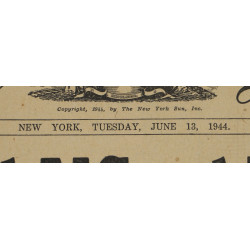 Copyright, 1944, by The New York Sun, Inc.
NEW YORK, TUESDAY, JUNE 13, 1944.